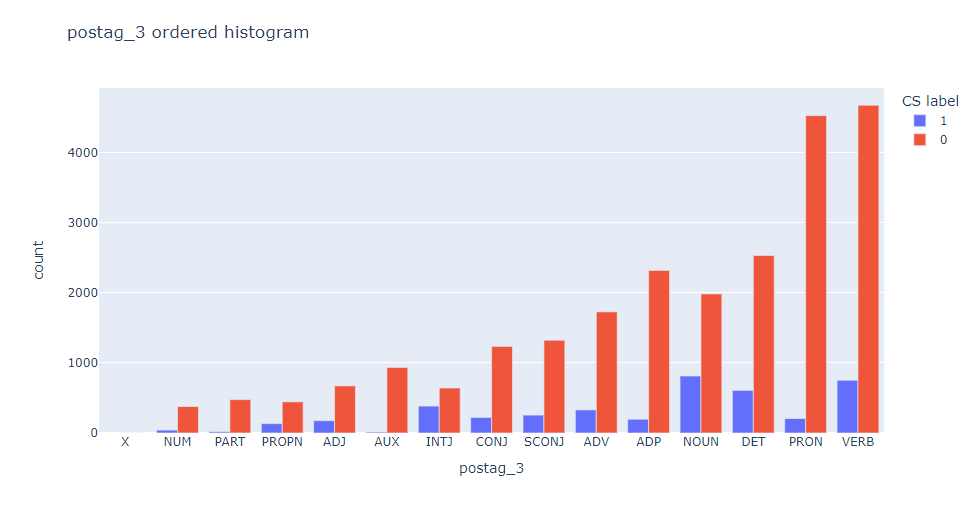 postag_3 ordered histogram
CS label
1
0
4000
3000
2000
1000
0
count
X NUM PART PROPN ADJ AUX INTJ CONJ SCONJ ADV ADP NOUN DET PRON VERB
postag_3